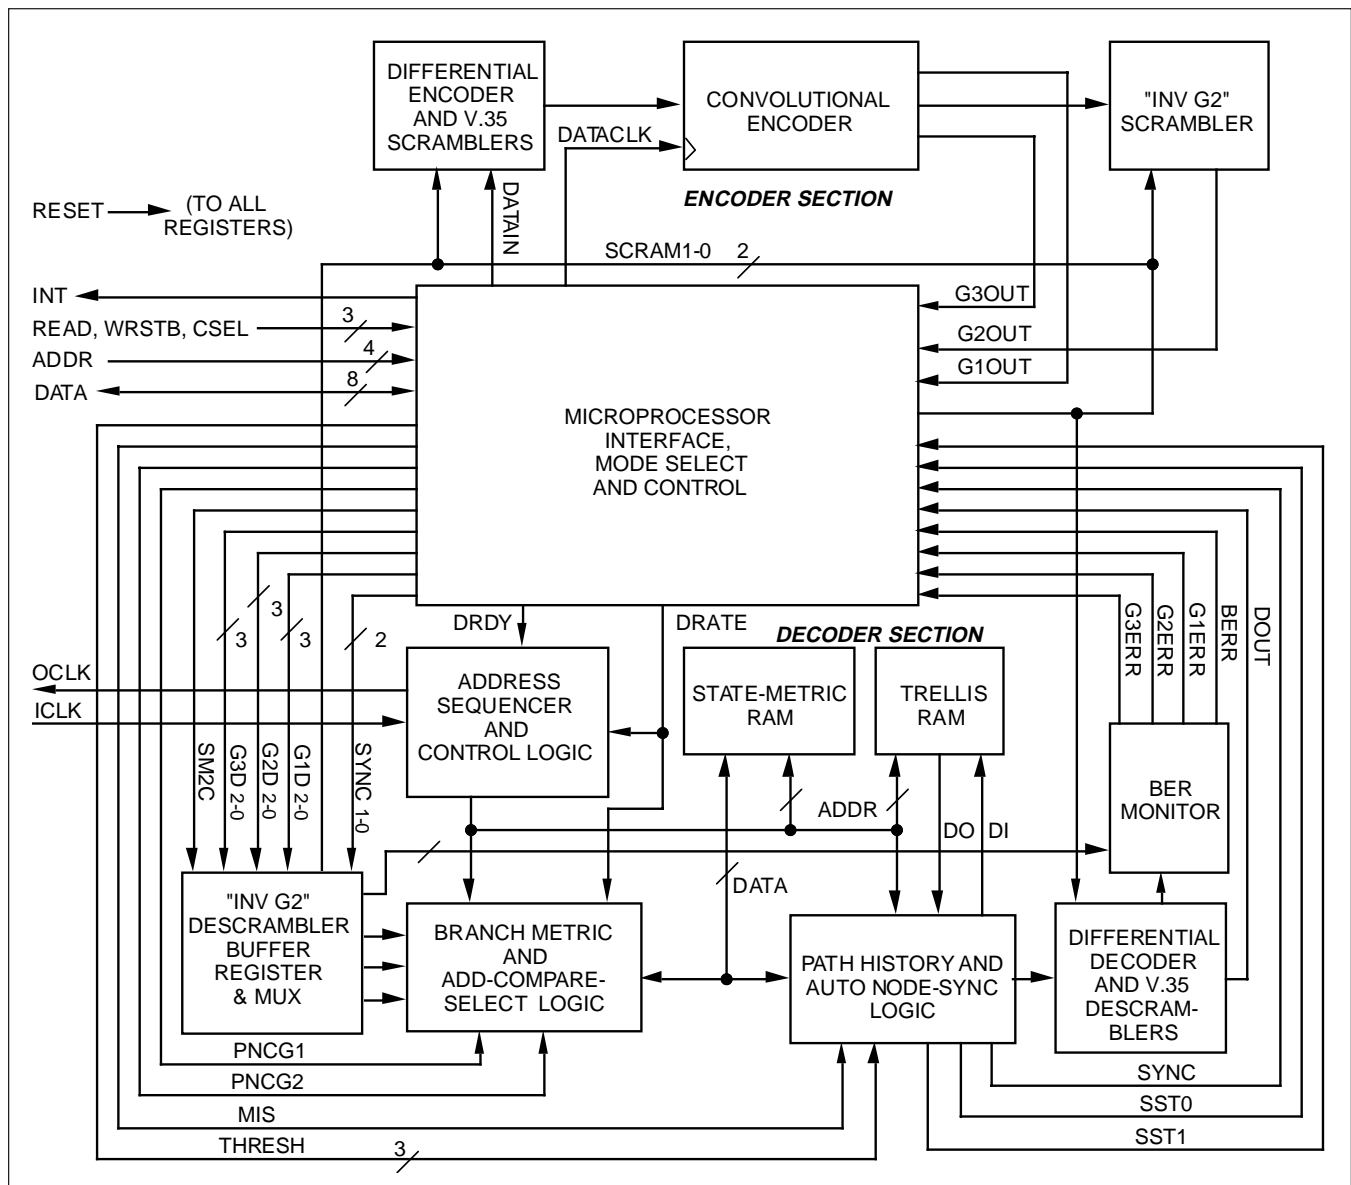 DIFFERENTIAL
ENCODER
AND V.35
SCRAMBLERS
CONVOLUTIONAL
ENCODER
"INV G2"
SCRAMBLER
DATACLK
DATAIN
ENCODER SECTION
RESET
(TO ALL
REGISTERS)
SCRAM1-0 2
INT
READ, WRSTB, CSEL 3
ADDR 4
DATA 8
G3OUT
G2OUT
G1OUT
MICROPROCESSOR
INTERFACE,
MODE SELECT
AND CONTROL
3
3
3
2
DRDY
DRATE
DECODER SECTION
G3ERR
G2ERR
G1ERR
BERR
DOUT
OCLK
ICLK
ADDRESS
SEQUENCER
AND
CONTROL LOGIC
STATE-METRIC
RAM
TRELLIS
RAM
BER
MONITOR
SM2C
G3D 2-0
G2D 2-0
G1D 2-0
SYNC 1-0
ADDR
DO
DI
DATA
"INV G2"
DESCRAMBLER
BUFFER
REGISTER
& MUX
BRANCH METRIC
AND
ADD-COMPARE-
SELECT LOGIC
PATH HISTORY AND
AUTO NODE-SYNC
LOGIC
DIFFERENTIAL
DECODER
AND V.35
DESCRAM-
BLERS
PNCG1
PNCG2
MIS
THRESH 3
SYNC
SST0
SST1